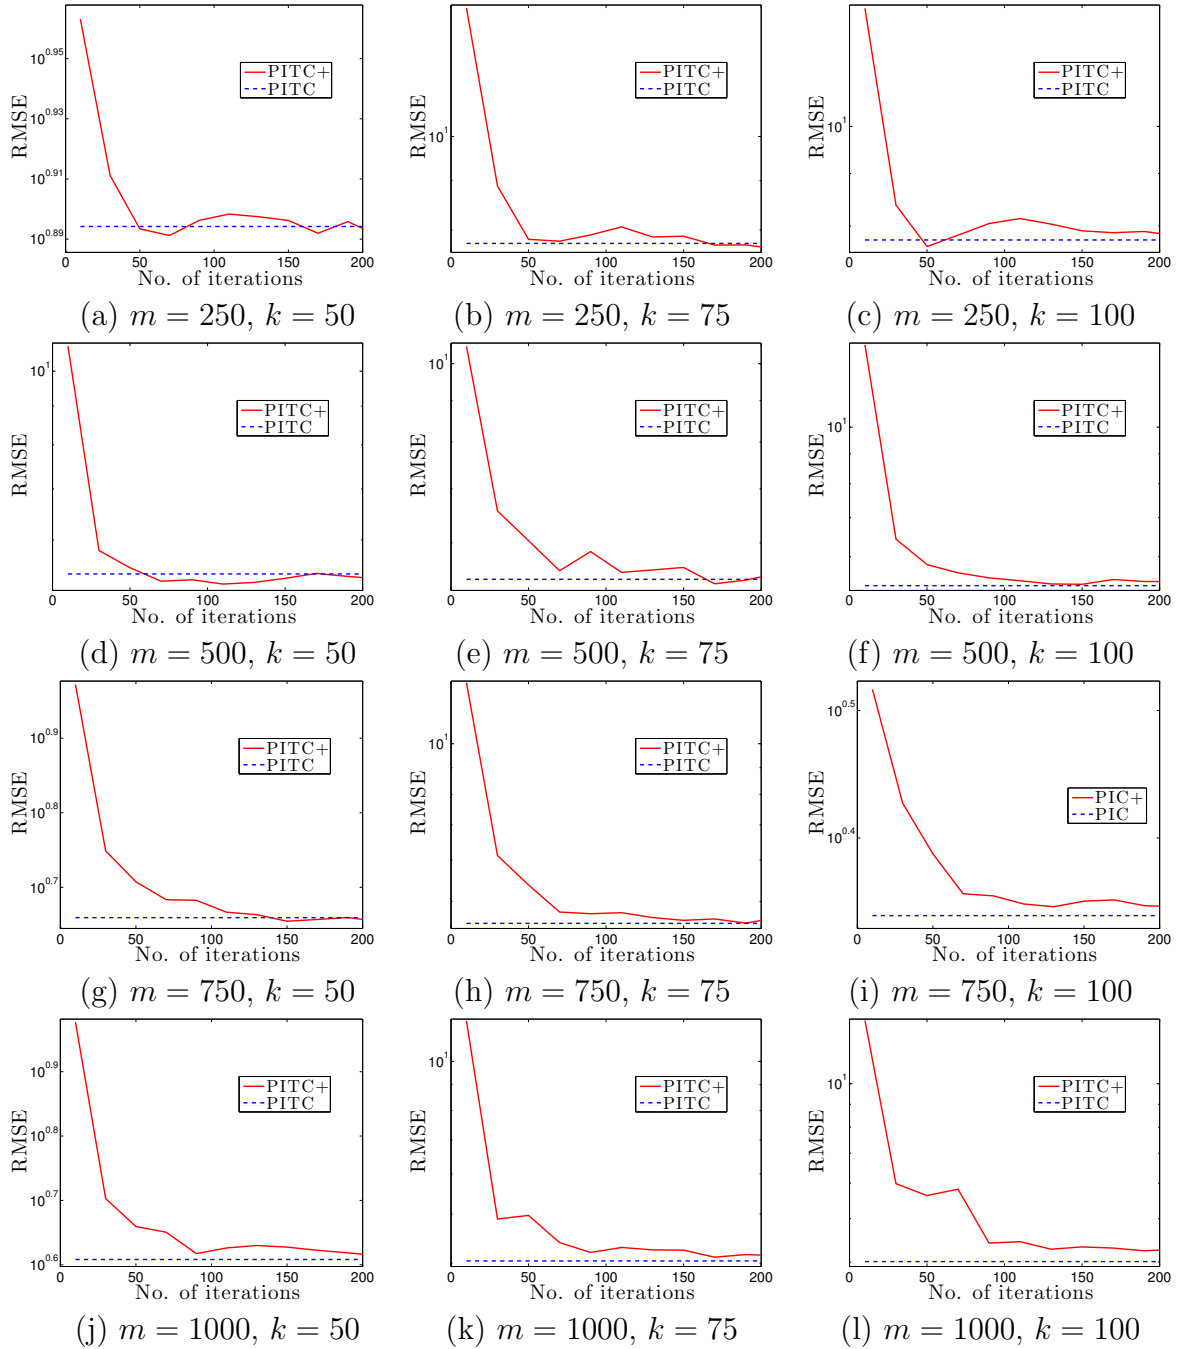 RMSE
10^0.95
10^0.93
10^0.91
10^0.89
PITC+
PITC
0 50 100 150 200
No. of iterations
(a) m = 250, k = 50
RMSE
10^1
PITC+
PITC
0 50 100 150 200
No. of iterations
(b) m = 250, k = 75
RMSE
10^1
PITC+
PITC
0 50 100 150 200
No. of iterations
(c) m = 250, k = 100
RMSE
10^1
PITC+
PITC
0 50 100 150 200
No. of iterations
(d) m = 500, k = 50
RMSE
10^1
PITC+
PITC
0 50 100 150 200
No. of iterations
(e) m = 500, k = 75
RMSE
10^1
PITC+
PITC
0 50 100 150 200
No. of iterations
(f) m = 500, k = 100
RMSE
10^0.9
10^0.8
10^0.7
PITC+
PITC
0 50 100 150 200
No. of iterations
(g) m = 750, k = 50
RMSE
10^1
PITC+
PITC
0 50 100 150 200
No. of iterations
(h) m = 750, k = 75
RMSE
10^0.5
10^0.4
PIC+
PIC
0 50 100 150 200
No. of iterations
(i) m = 750, k = 100
RMSE
10^0.9
10^0.8
10^0.7
10^0.6
PITC+
PITC
0 50 100 150 200
No. of iterations
(j) m = 1000, k = 50
RMSE
10^1
PITC+
PITC
0 50 100 150 200
No. of iterations
(k) m = 1000, k = 75
RMSE
10^1
PITC+
PITC
0 50 100 150 200
No. of iterations
(l) m = 1000, k = 100